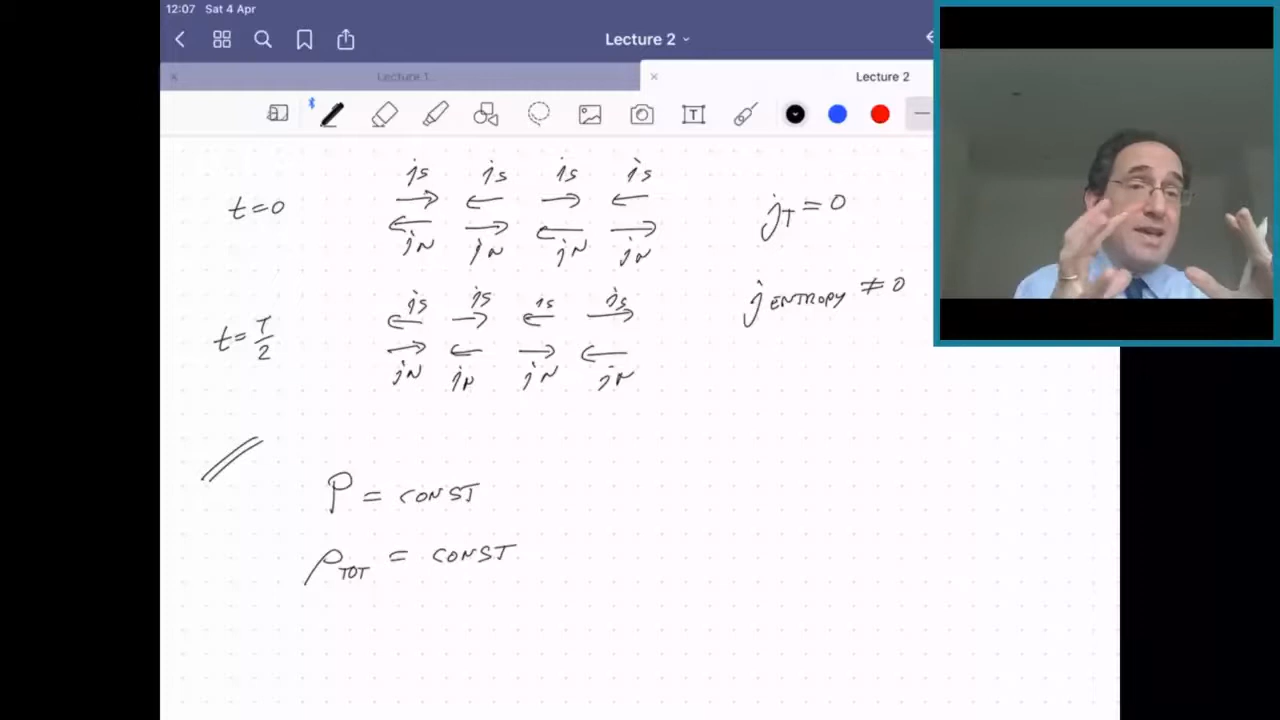 12:07 Sat 4 Apr
Lecture 2
Lecture 1
Lecture 2
T
js js js js
t=0
jT = 0
jN jN jN jN
jENTROPY ≠ 0
js js js js
t = T/2
jN jN jN jN
P = CONST
ρTOT = CONST